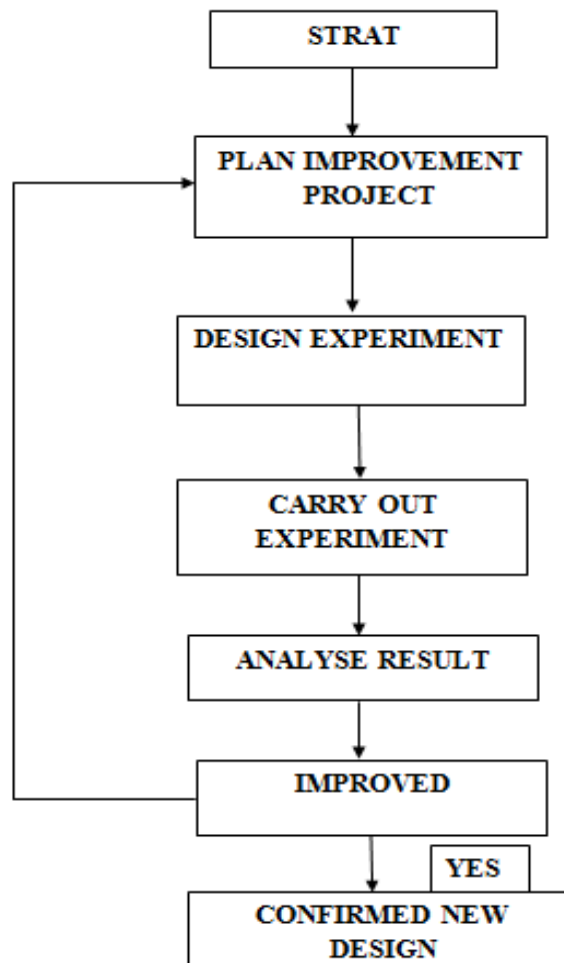 STRAT
PLAN IMPROVEMENT
PROJECT
DESIGN EXPERIMENT
CARRY OUT
EXPERIMENT
ANALYSE RESULT
IMPROVED
YES
CONFIRMED NEW
DESIGN